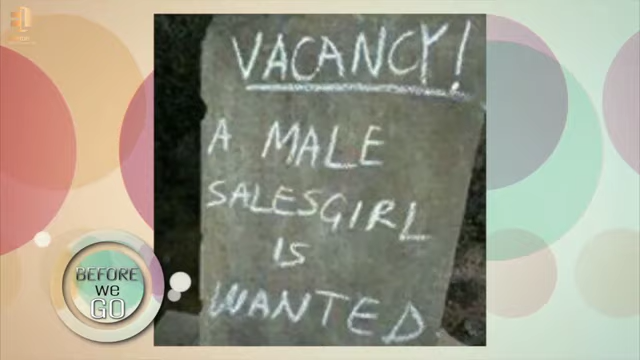 VACANCY!
A MALE
SALESGIRL
IS
WANTED
BEFORE
we
GO